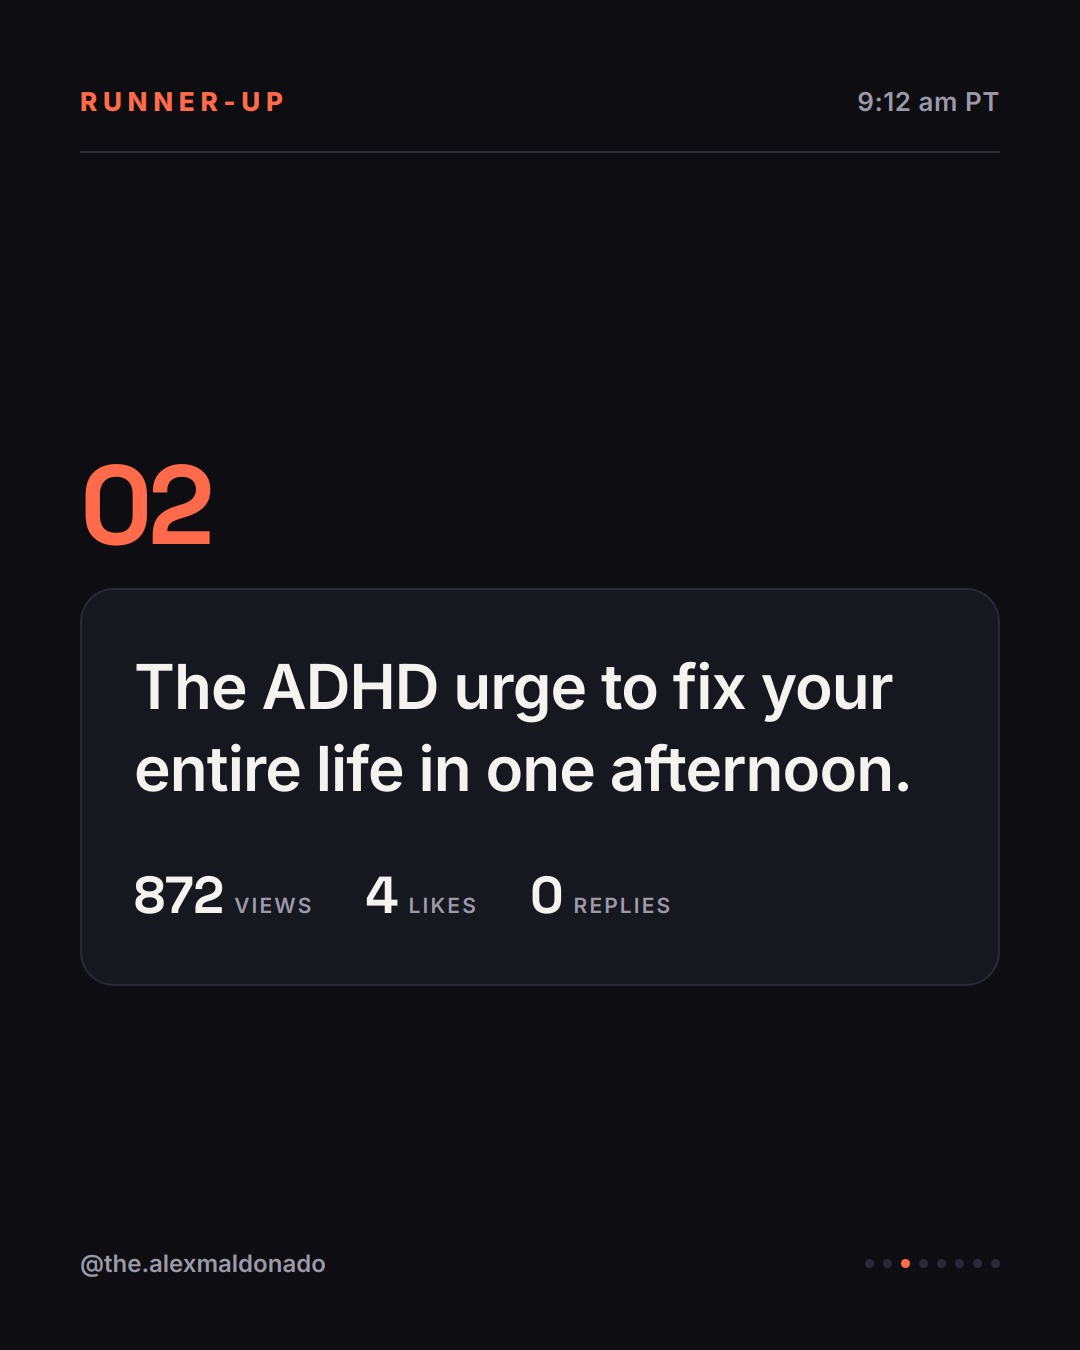 RUNNER-UP
9:12 am PT
02
The ADHD urge to fix your
entire life in one afternoon.
872 VIEWS 4 LIKES 0 REPLIES
@the.alexmaldonado